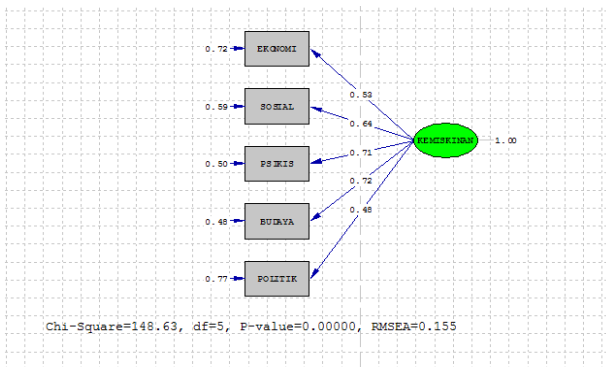 0.72 EKONOMI
0.53
0.59 SOSIAL
0.64
KEMISKINAN 1.00
0.50 PSIKIS
0.71
0.72
0.48 BUDAYA
0.48
0.77 POLITIK
Chi-Square=148.63, df=5, P-value=0.00000, RMSEA=0.155